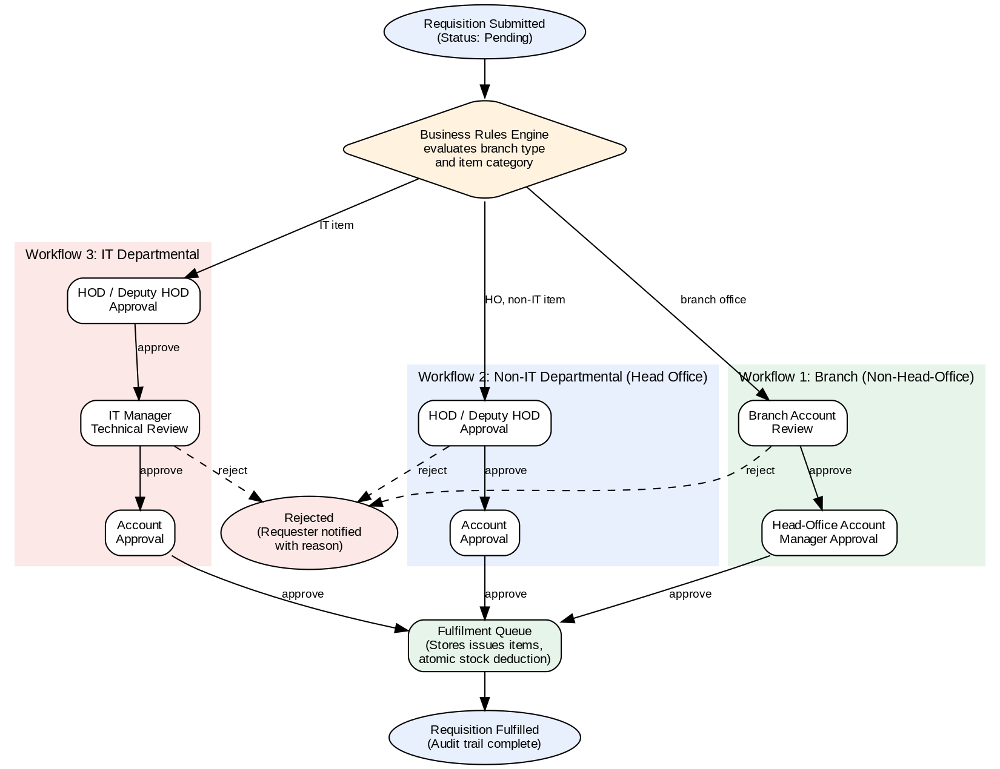 Requisition Submitted
(Status: Pending)
Business Rules Engine
evaluates branch type
and item category
IT item
HO, non-IT item
branch office
Workflow 3: IT Departmental
HOD / Deputy HOD
Approval
approve
IT Manager
Technical Review
approve
reject
Account
Approval
Workflow 2: Non-IT Departmental (Head Office)
HOD / Deputy HOD
Approval
reject
approve
Account
Approval
Workflow 1: Branch (Non-Head-Office)
Branch Account
Review
reject
approve
Head-Office Account
Manager Approval
Rejected
(Requester notified
with reason)
approve
approve
approve
Fulfilment Queue
(Stores issues items,
atomic stock deduction)
Requisition Fulfilled
(Audit trail complete)